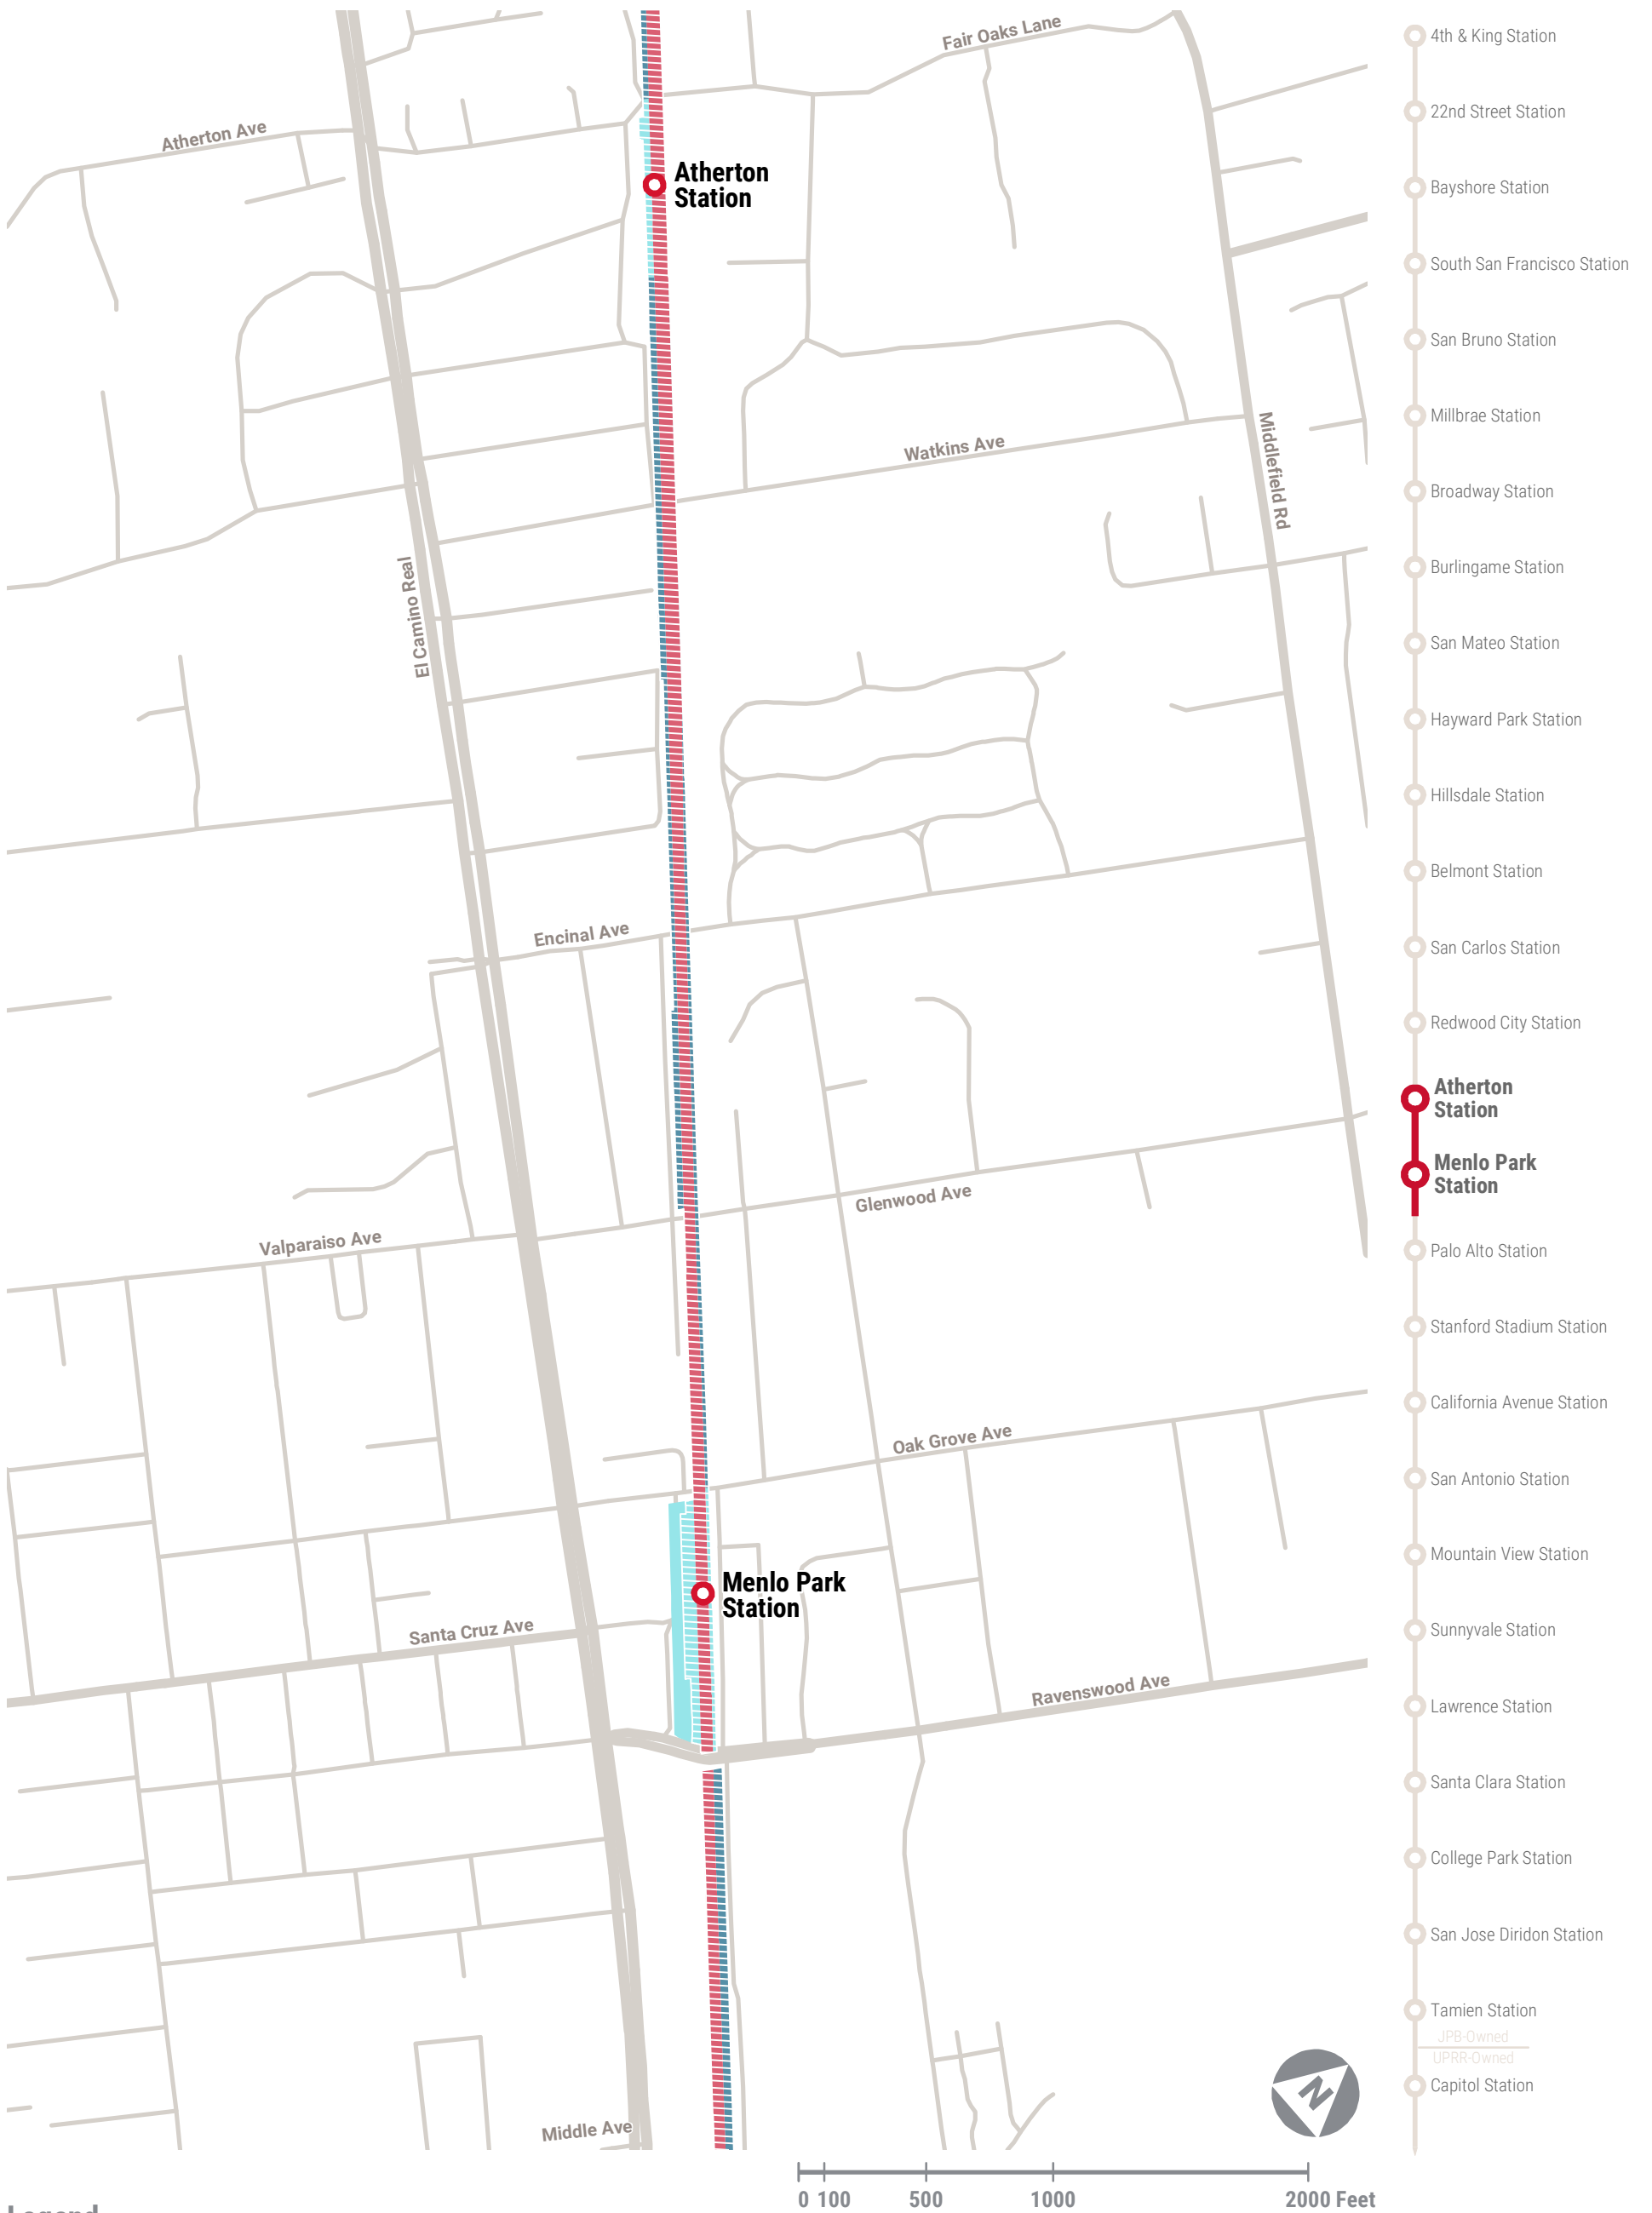 Fair Oaks Lane
Atherton Ave
Atherton
Station
Watkins Ave
Middlefield Rd
El Camino Real
Encinal Ave
Glenwood Ave
Valparaiso Ave
Oak Grove Ave
Menlo Park
Station
Santa Cruz Ave
Ravenswood Ave
Middle Ave
N
0 100 500 1000 2000 Feet
Legend
4th & King Station
22nd Street Station
Bayshore Station
South San Francisco Station
San Bruno Station
Millbrae Station
Broadway Station
Burlingame Station
San Mateo Station
Hayward Park Station
Hillsdale Station
Belmont Station
San Carlos Station
Redwood City Station
Atherton
Station
Menlo Park
Station
Palo Alto Station
Stanford Stadium Station
California Avenue Station
San Antonio Station
Mountain View Station
Sunnyvale Station
Lawrence Station
Santa Clara Station
College Park Station
San Jose Diridon Station
Tamien Station
JPB-Owned
UPRR-Owned
Capitol Station